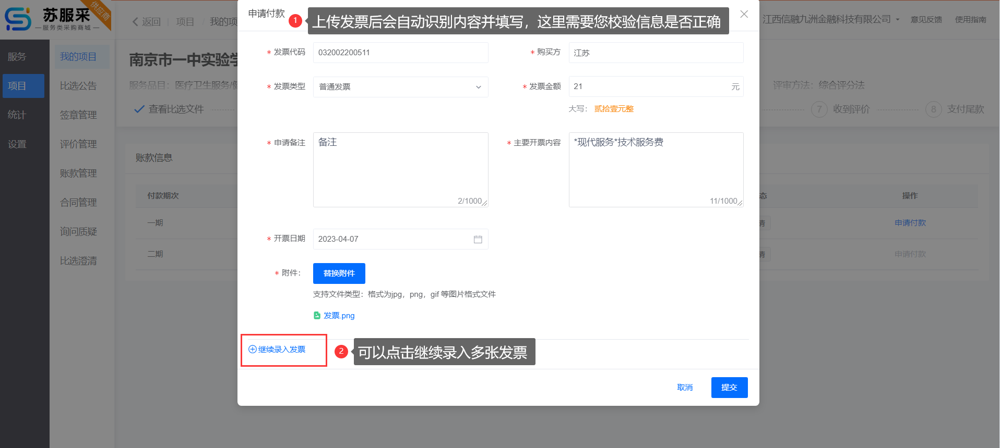 苏服采
服务类采购商城
供应商
返回
项目
我的项
江西信融九洲金融科技有限公司
意见反馈
使用指南
服务
项目
统计
设置
我的项目
比选公告
签章管理
评价管理
账款管理
合同管理
询问质疑
比选澄清
南京市一中实验学
服务品目：医疗卫生服务/
评审方法：综合评分法
查看比选文件
7 收到评价
8 支付尾款
账款信息
付款期次
态
操作
一期
请
申请付款
二期
请
申请付款
申请付款
1 上传发票后会自动识别内容并填写，这里需要您校验信息是否正确
* 发票代码 032002200511
* 购买方 江苏
* 发票类型 普通发票
* 发票金额 21 元
大写： 贰拾壹元整
* 申请备注 备注
2/1000
* 主要开票内容 *现代服务*技术服务费
11/1000
* 开票日期 2023-04-07
* 附件： 替换附件
支持文件类型：格式为jpg，png，gif 等图片格式文件
发票.png
继续录入发票
2 可以点击继续录入多张发票
取消
提交